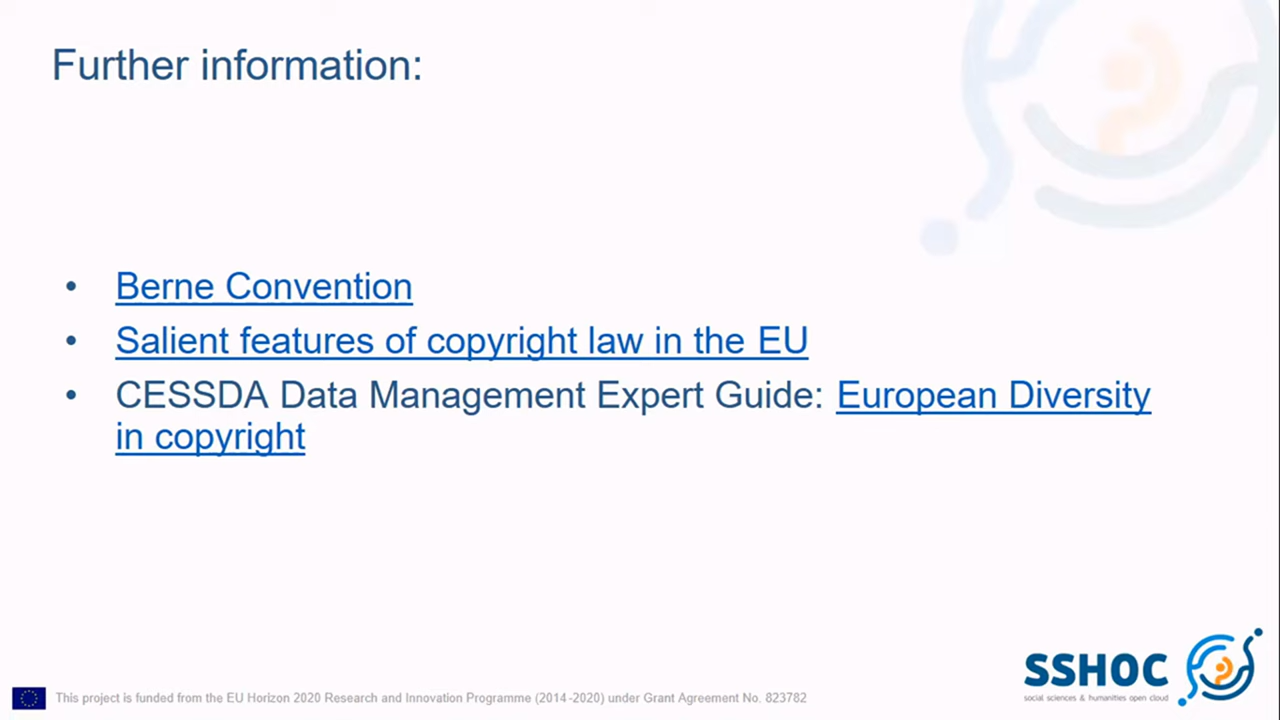 Further information:
• Berne Convention
• Salient features of copyright law in the EU
• CESSDA Data Management Expert Guide: European Diversity
in copyright
SSHOC
social sciences & humanities open cloud
This project is funded from the EU Horizon 2020 Research and Innovation Programme (2014-2020) under Grant Agreement No. 823782